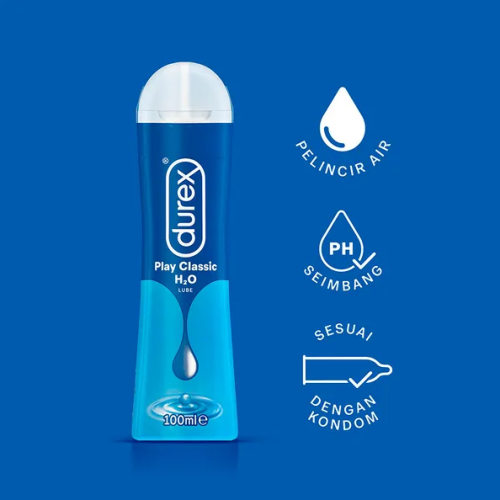 durex
®
Play Classic
H₂O
LUBE
100ml℮
PELINCIR AIR
PH
SEIMBANG
SESUAI
DENGAN
KONDOM